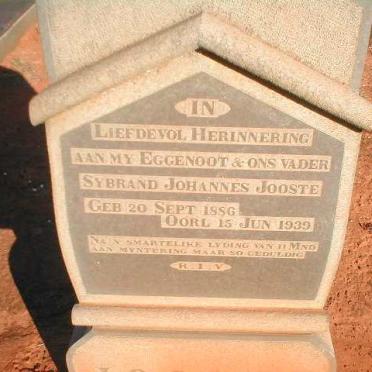 IN
LIEFDEVOL HERINNERING
AAN MY EGGENOOT & ONS VADER
SYBRAND JOHANNES JOOSTE
GEB 20 SEPT 1886
OORL 15 JUN 1939
NA 'N SMARTELIKE LYDING VAN 11 MND
AAN MYNTERING MAAR SO GEDULDIG
R.I.V